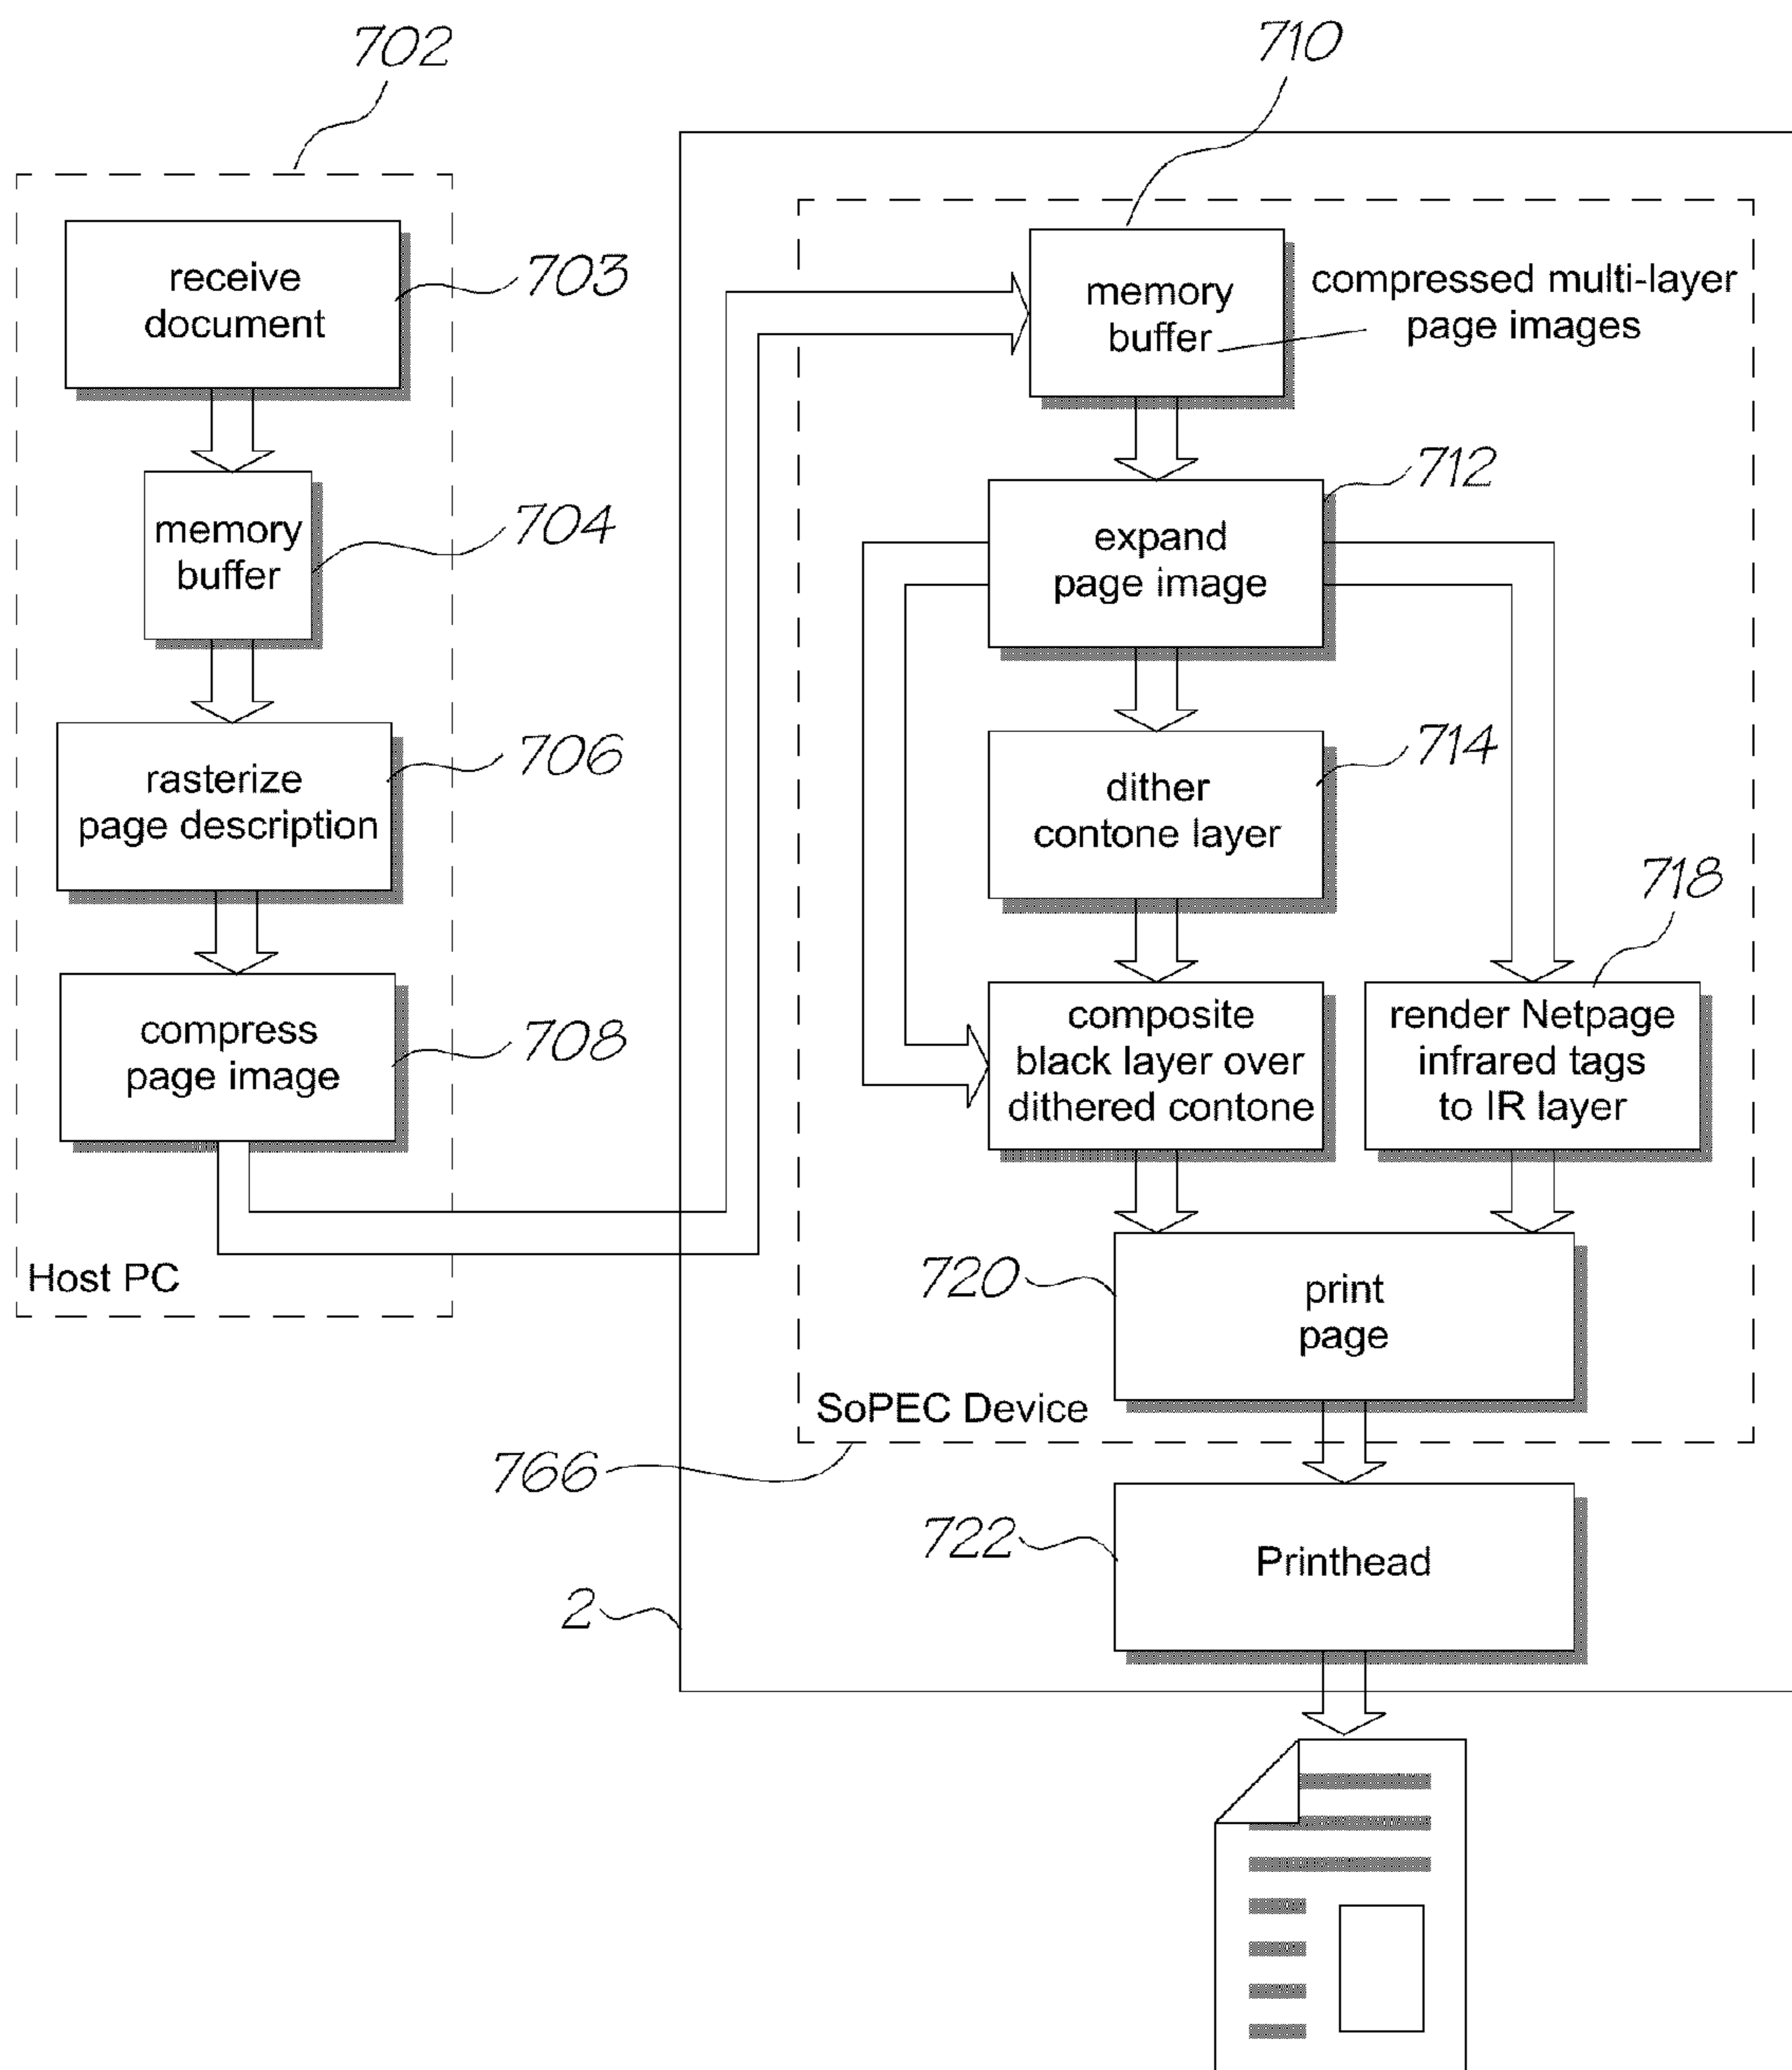 702
receive
document
703
memory
buffer
704
rasterize
page description
706
compress
page image
708
Host PC
710
memory
buffer
compressed multi-layer
page images
expand
page image
712
dither
contone layer
714
composite
black layer over
dithered contone
718
render Netpage
infrared tags
to IR layer
print
page
720
SoPEC Device
766
Printhead
722
2